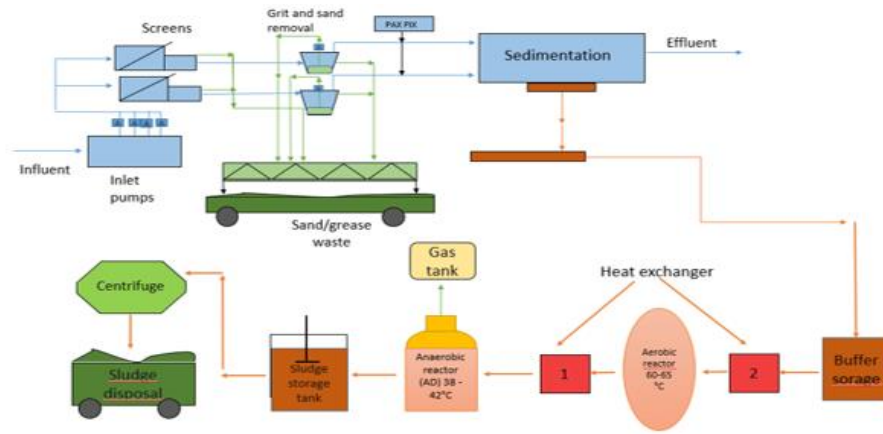 Grit and sand
removal
PAX PIX
Screens
Sedimentation
Effluent
Influent
Inlet
pumps
Sand/grease
waste
Gas
tank
Heat exchanger
Centrifuge
Sludge
disposal
Sludge
storage
tank
Anaerobic
reactor
(AD) 38 -
42°C
1
Aerobic
reactor
60-65
°C
2
Buffer
sorage